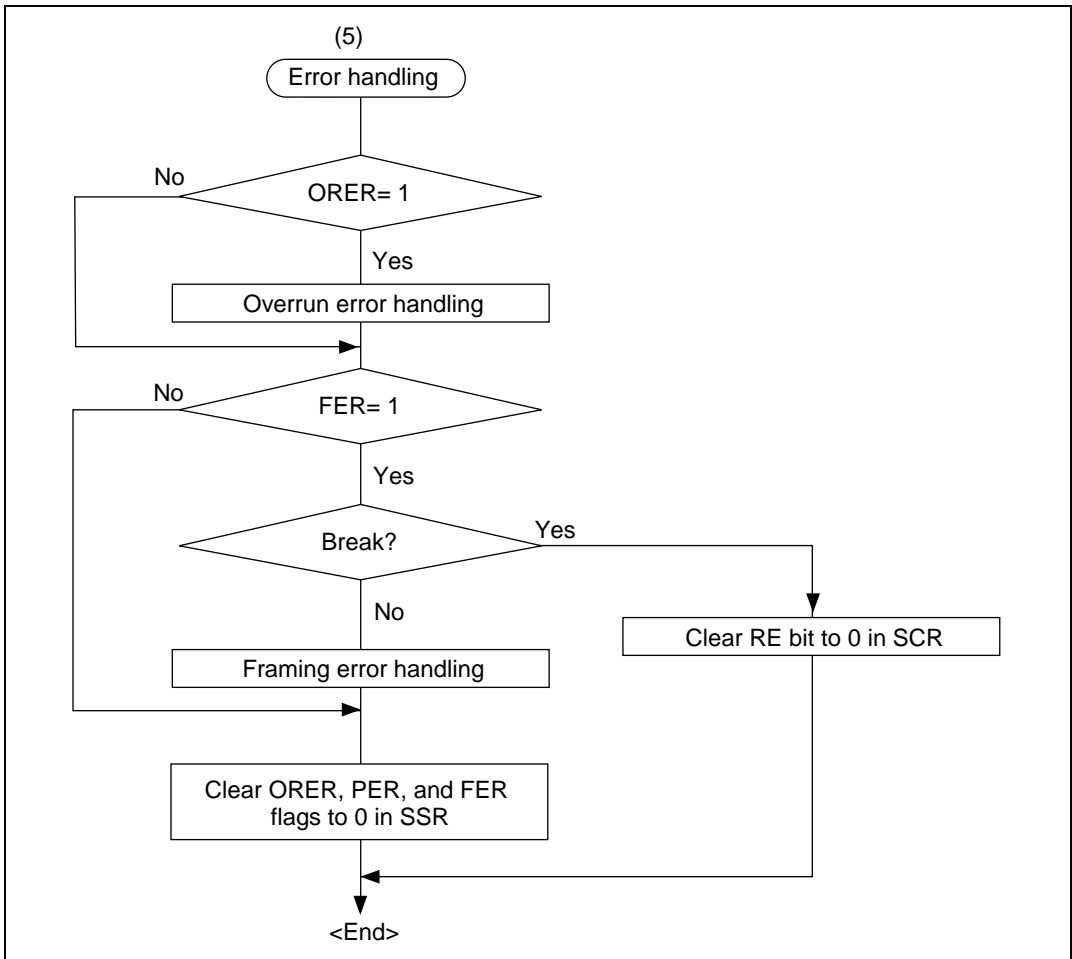 (5)
Error handling
No
ORER= 1
Yes
Overrun error handling
No
FER= 1
Yes
Break?
Yes
No
Clear RE bit to 0 in SCR
Framing error handling
Clear ORER, PER, and FER
flags to 0 in SSR
<End>